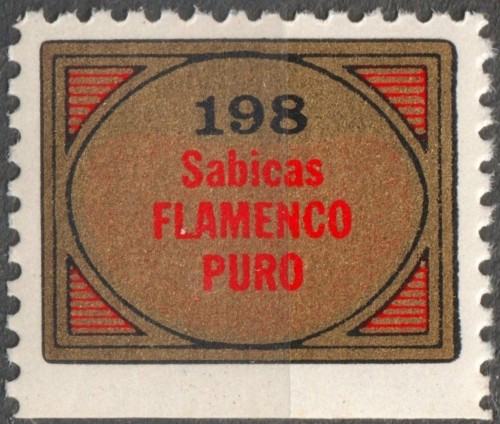 198
Sabicas
FLAMENCO
PURO